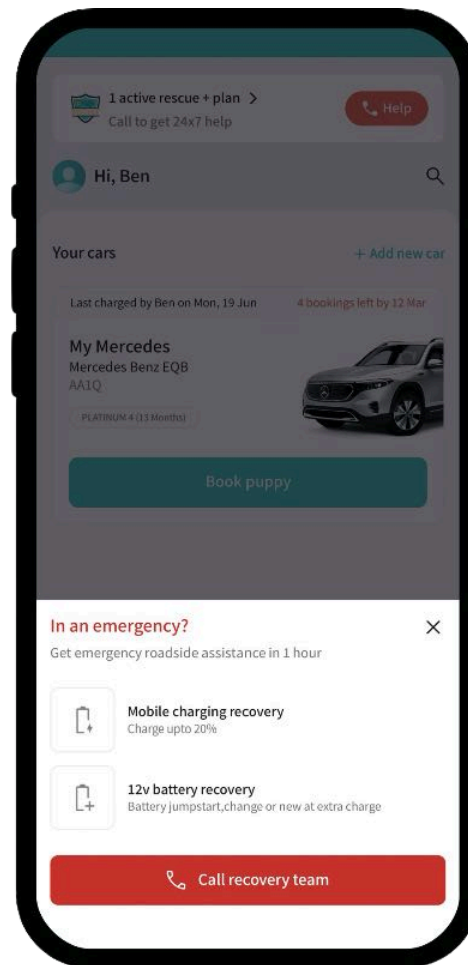 1 active rescue + plan >
Call to get 24x7 help
Help
Hi, Ben
Your cars
+ Add new car
Last charged by Ben on Mon, 19 Jun
4 bookings left by 12 Mar
My Mercedes
Mercedes Benz EQB
AA1Q
PLATINUM 4 (13 Months)
Book puppy
In an emergency?
Get emergency roadside assistance in 1 hour
Mobile charging recovery
Charge upto 20%
12v battery recovery
Battery jumpstart,change or new at extra charge
Call recovery team